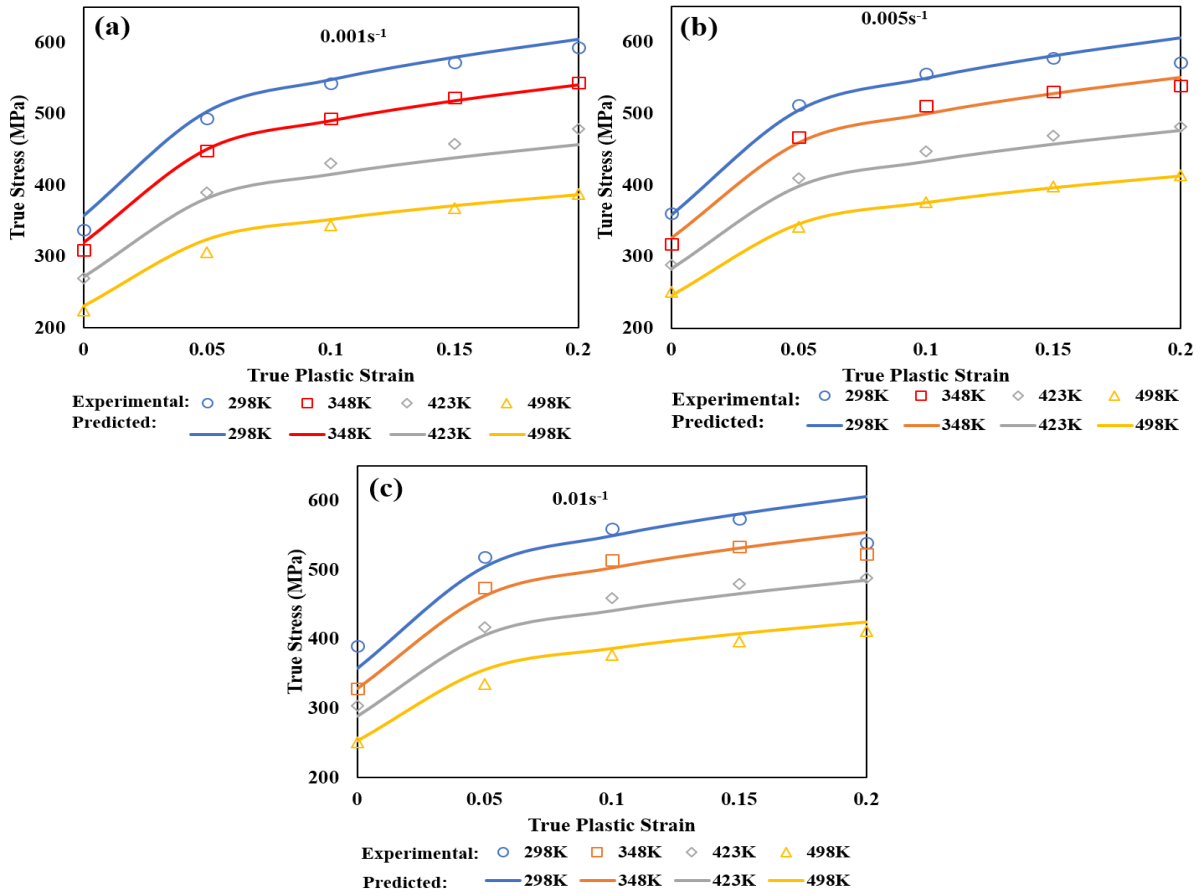 (a)
0.001s-1
True Stress (MPa)
600
500
400
300
200
0 0.05 0.1 0.15 0.2
True Plastic Strain
Experimental: 298K 348K 423K 498K
Predicted: 298K 348K 423K 498K
(b)
0.005s-1
Ture Stress (MPa)
600
500
400
300
200
0 0.05 0.1 0.15 0.2
True Plastic Strain
Experimental: 298K 348K 423K 498K
Predicted: 298K 348K 423K 498K
(c)
0.01s-1
True Stress (MPa)
600
500
400
300
200
0 0.05 0.1 0.15 0.2
True Plastic Strain
Experimental: 298K 348K 423K 498K
Predicted: 298K 348K 423K 498K